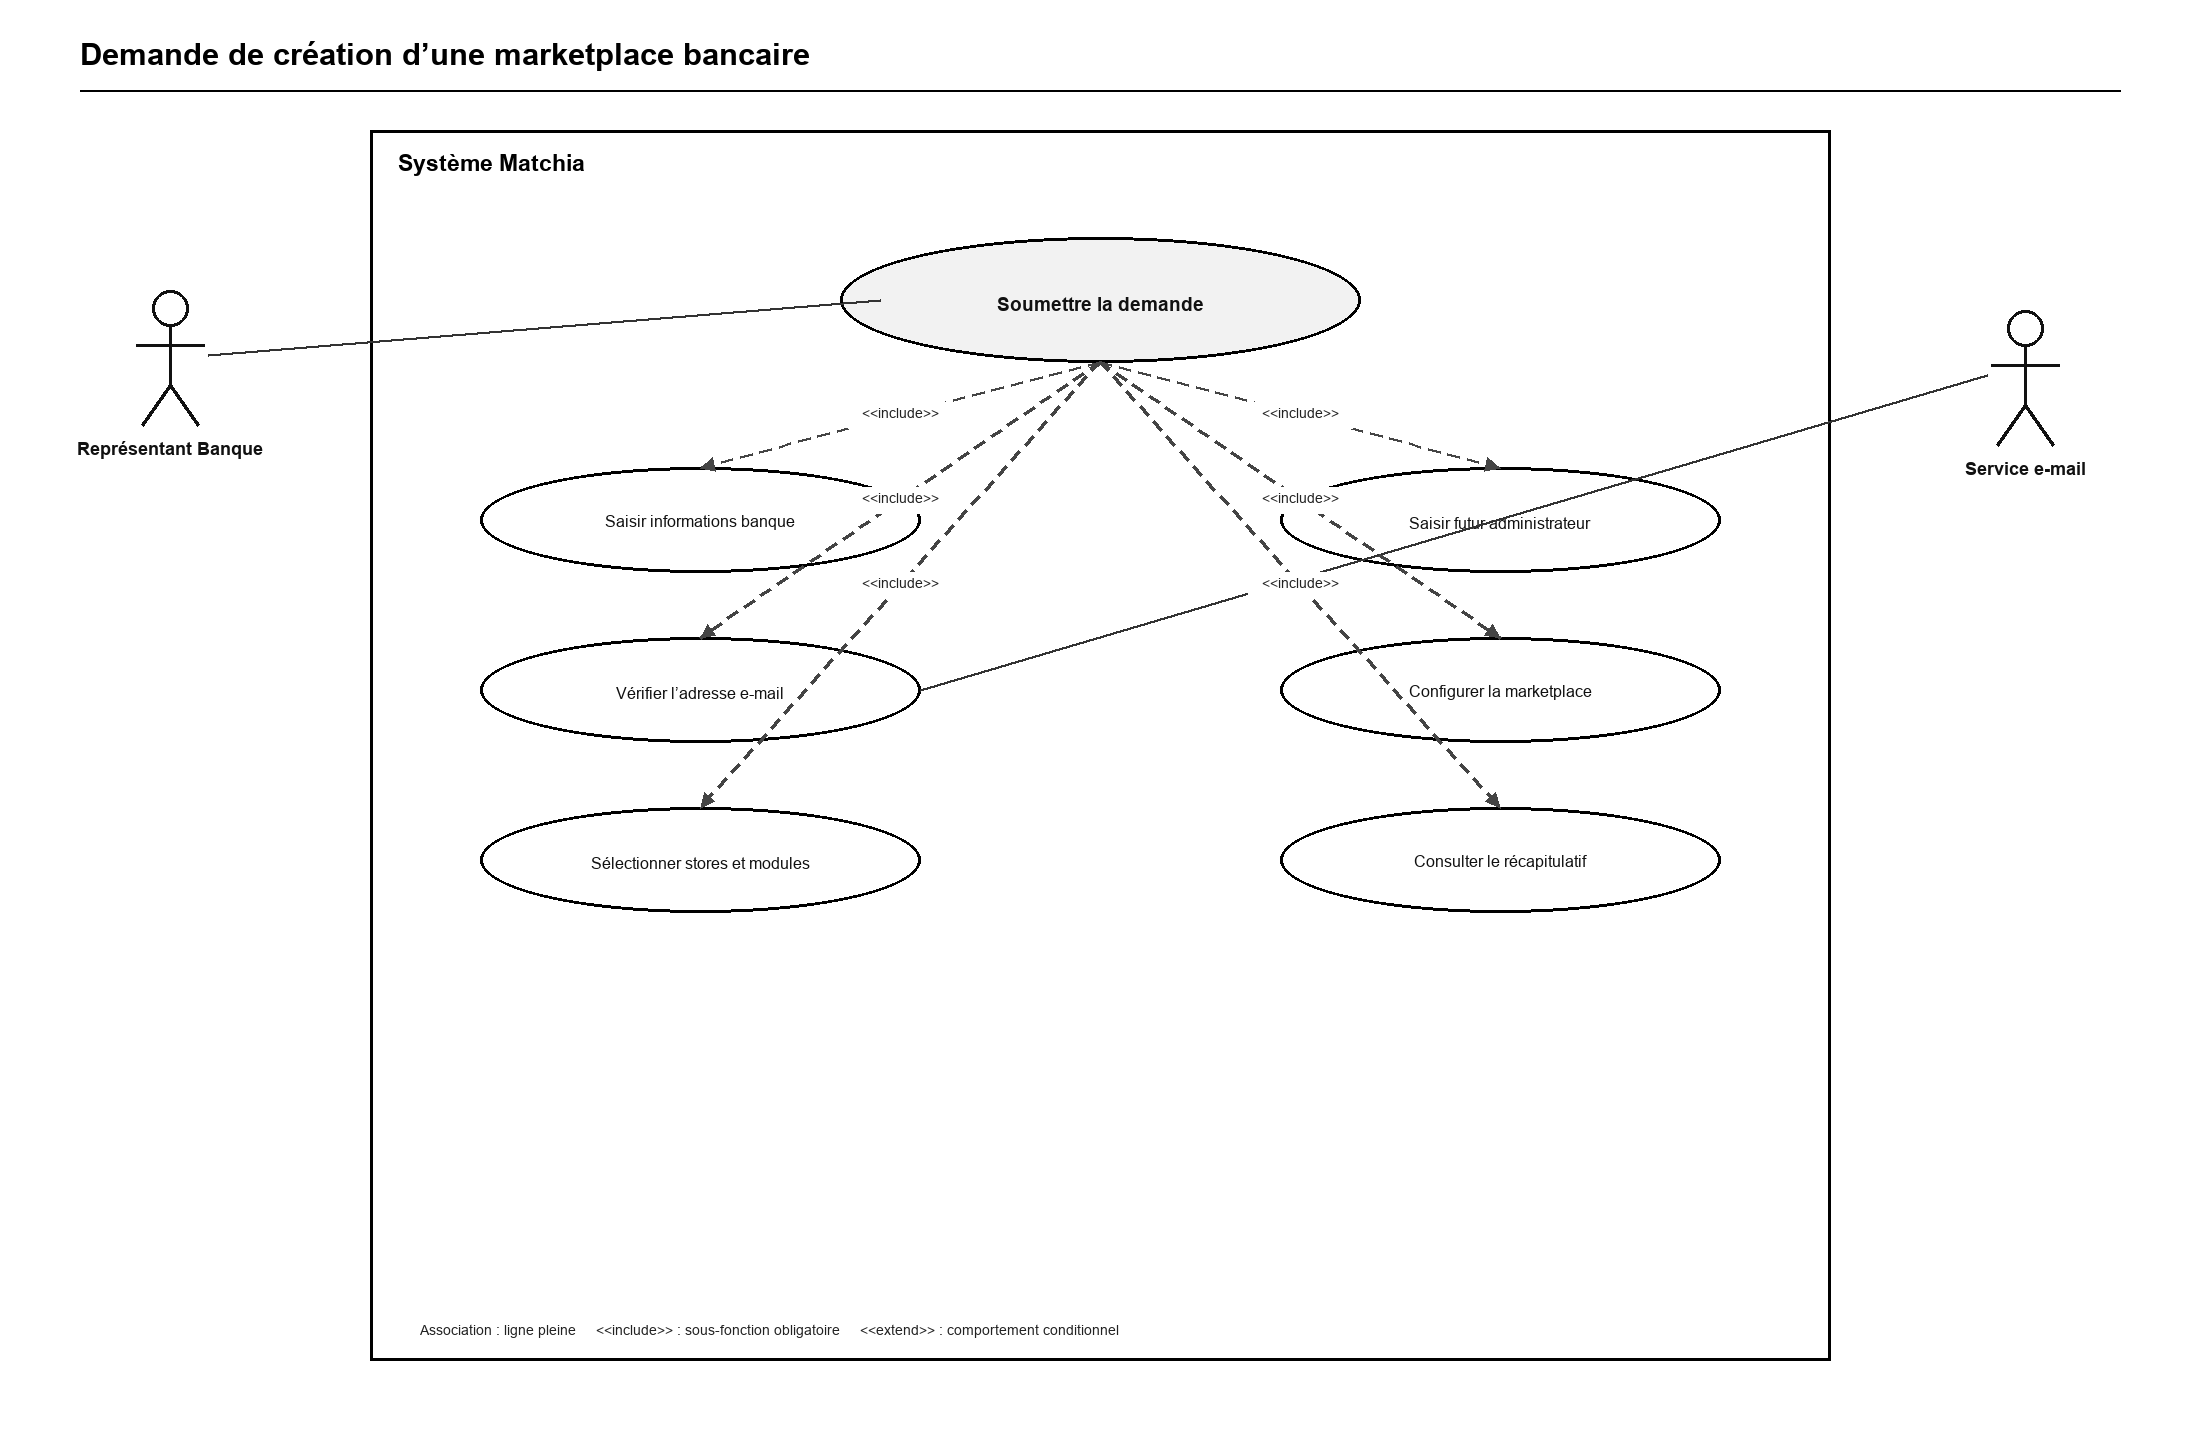 Demande de création d’une marketplace bancaire
Système Matchia
Soumettre la demande
Représentant Banque
Service e-mail
<<include>>
<<include>>
<<include>>
<<include>>
Saisir informations banque
Saisir futur administrateur
<<include>>
<<include>>
Vérifier l’adresse e-mail
Configurer la marketplace
Sélectionner stores et modules
Consulter le récapitulatif
Association : ligne pleine <<include>> : sous-fonction obligatoire <<extend>> : comportement conditionnel